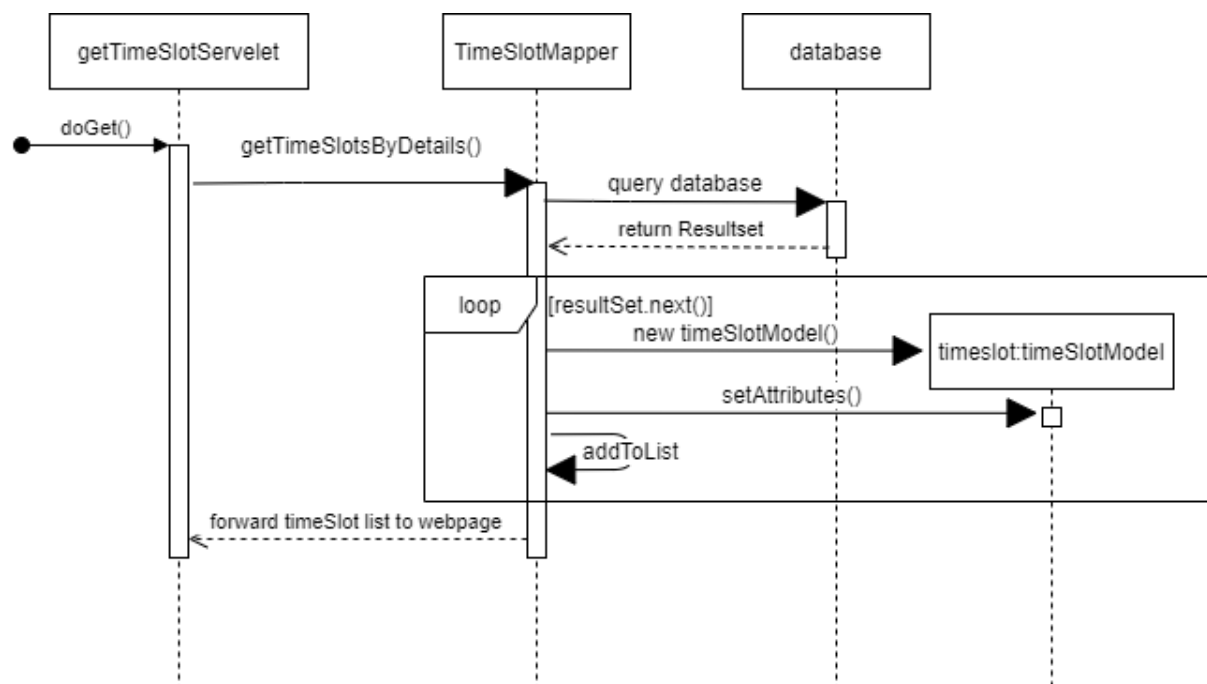 getTimeSlotServelet
TimeSlotMapper
database
doGet()
getTimeSlotsByDetails()
query database
return Resultset
loop
[resultSet.next()]
new timeSlotModel()
timeslot:timeSlotModel
setAttributes()
addToList
forward timeSlot list to webpage